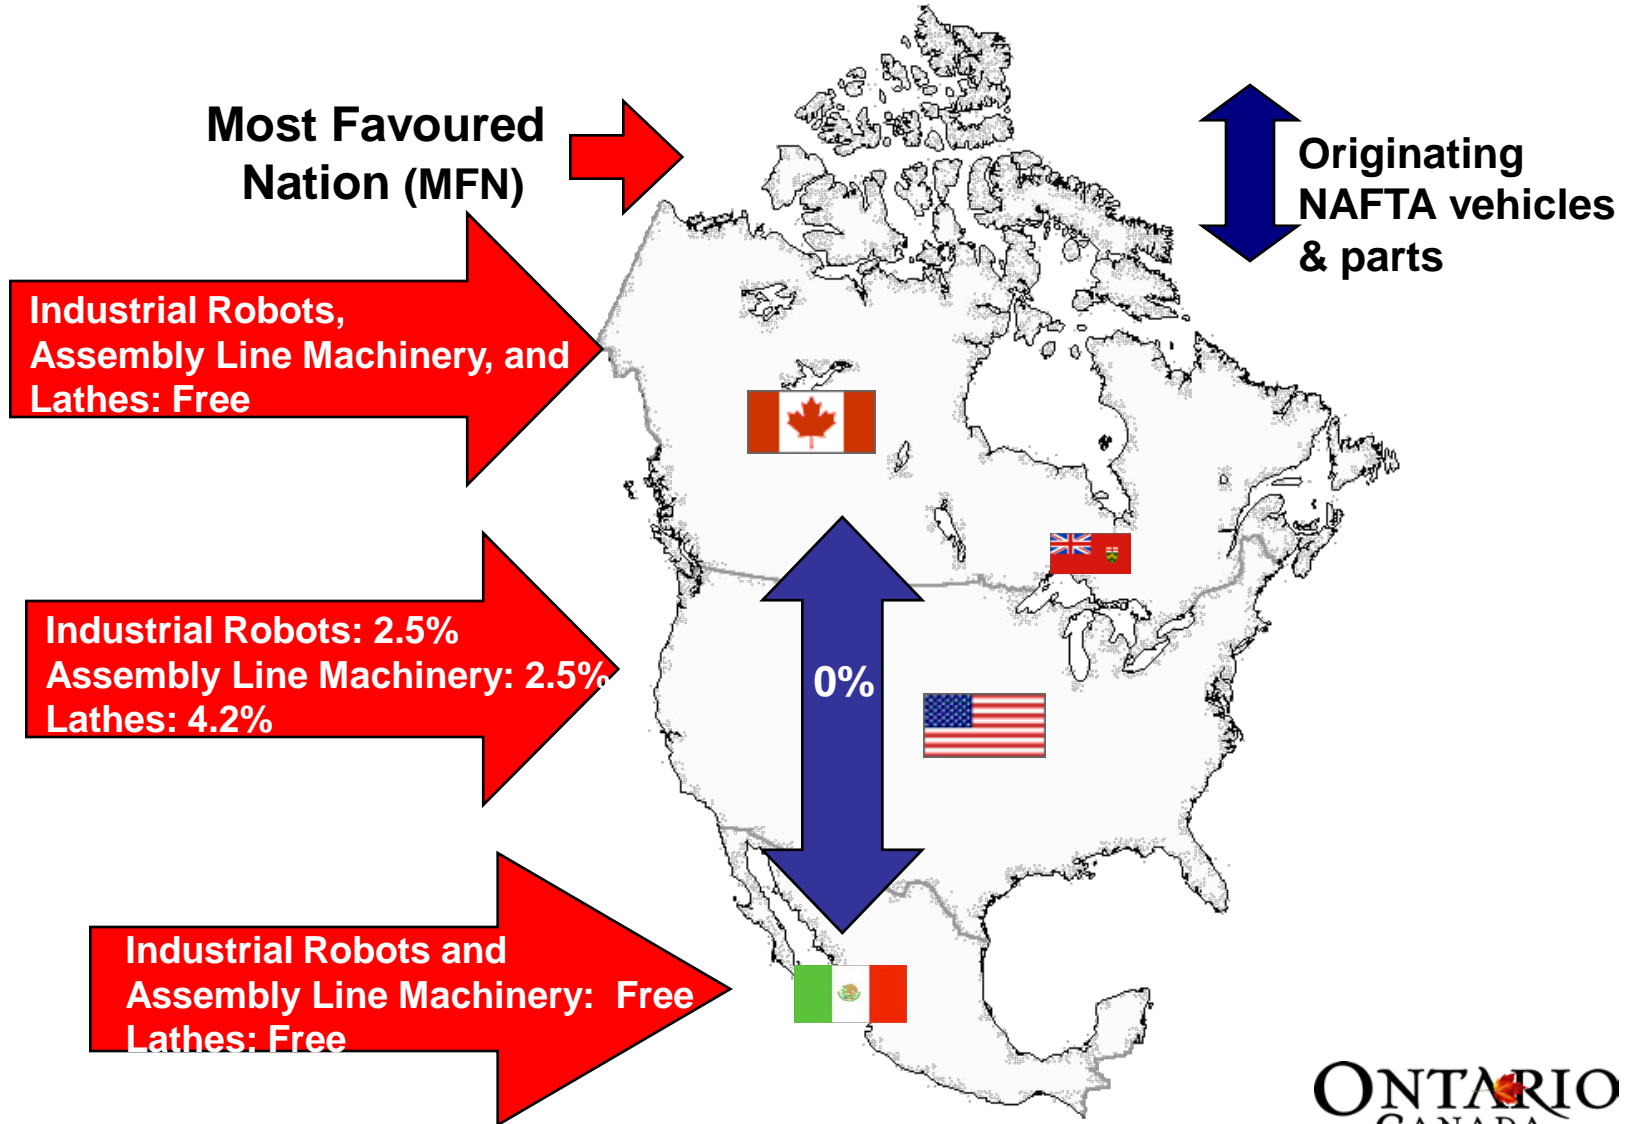 Most Favoured
Nation (MFN)
Originating
NAFTA vehicles
& parts
Industrial Robots,
Assembly Line Machinery, and
Lathes: Free
Industrial Robots: 2.5%
Assembly Line Machinery: 2.5%
Lathes: 4.2%
0%
Industrial Robots and
Assembly Line Machinery:  Free
Lathes: Free
ONTARIO
CANADA